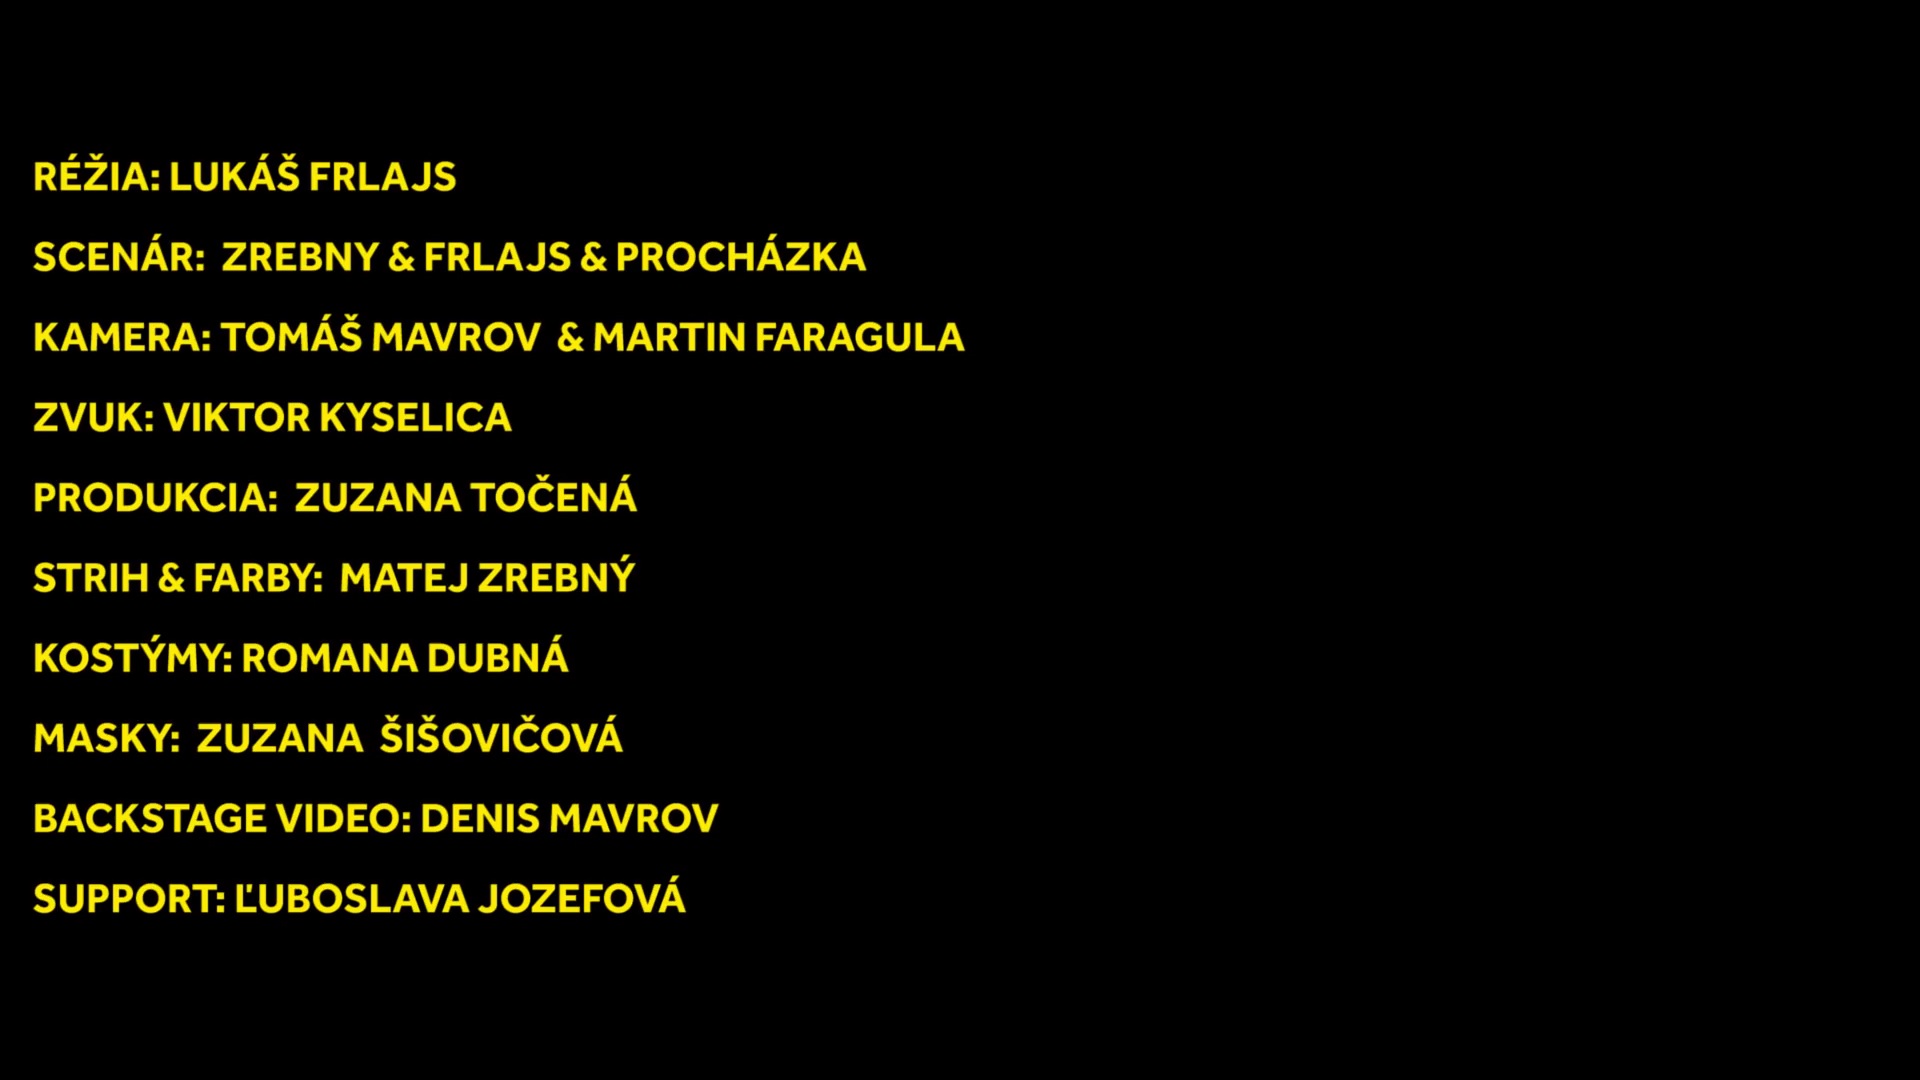 RÉŽIA: LUKÁŠ FRLAJS
SCENÁR: ZREBNY & FRLAJS & PROCHÁZKA
KAMERA: TOMÁŠ MAVROV & MARTIN FARAGULA
ZVUK: VIKTOR KYSELICA
PRODUKCIA: ZUZANA TOČENÁ
STRIH & FARBY: MATEJ ZREBNÝ
KOSTÝMY: ROMANA DUBNÁ
MASKY: ZUZANA ŠIŠOVIČOVÁ
BACKSTAGE VIDEO: DENIS MAVROV
SUPPORT: ĽUBOSLAVA JOZEFOVÁ